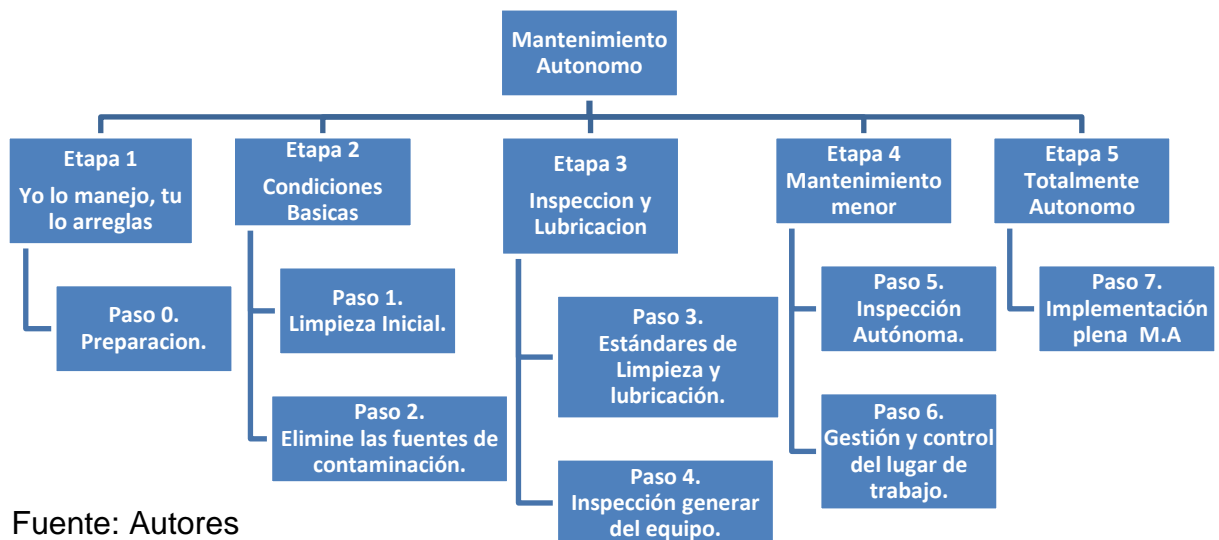 Mantenimiento
Autonomo
Etapa 1
Yo lo manejo, tu
lo arreglas
Paso 0.
Preparacion.
Etapa 2
Condiciones
Basicas
Paso 1.
Limpieza Inicial.
Paso 2.
Elimine las fuentes de
contaminación.
Etapa 3
Inspeccion y
Lubricacion
Paso 3.
Estándares de
Limpieza y
lubricación.
Paso 4.
Inspección generar
del equipo.
Etapa 4
Mantenimiento
menor
Paso 5.
Inspección
Autónoma.
Paso 6.
Gestión y control
del lugar de
trabajo.
Etapa 5
Totalmente
Autonomo
Paso 7.
Implementación
plena M.A
Fuente: Autores